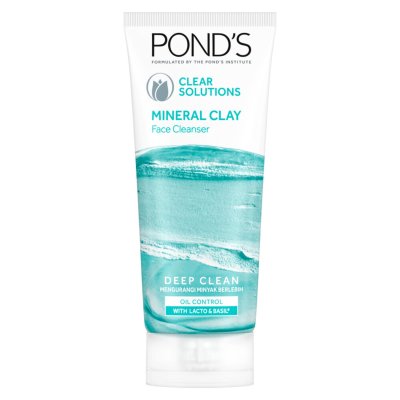 POND'S
FORMULATED BY THE POND'S INSTITUTE
CLEAR
SOLUTIONS
MINERAL CLAY
Face Cleanser
DEEP CLEAN
MENGURANGI MINYAK BERLEBIH
OIL CONTROL
WITH LACTO & BASIL*